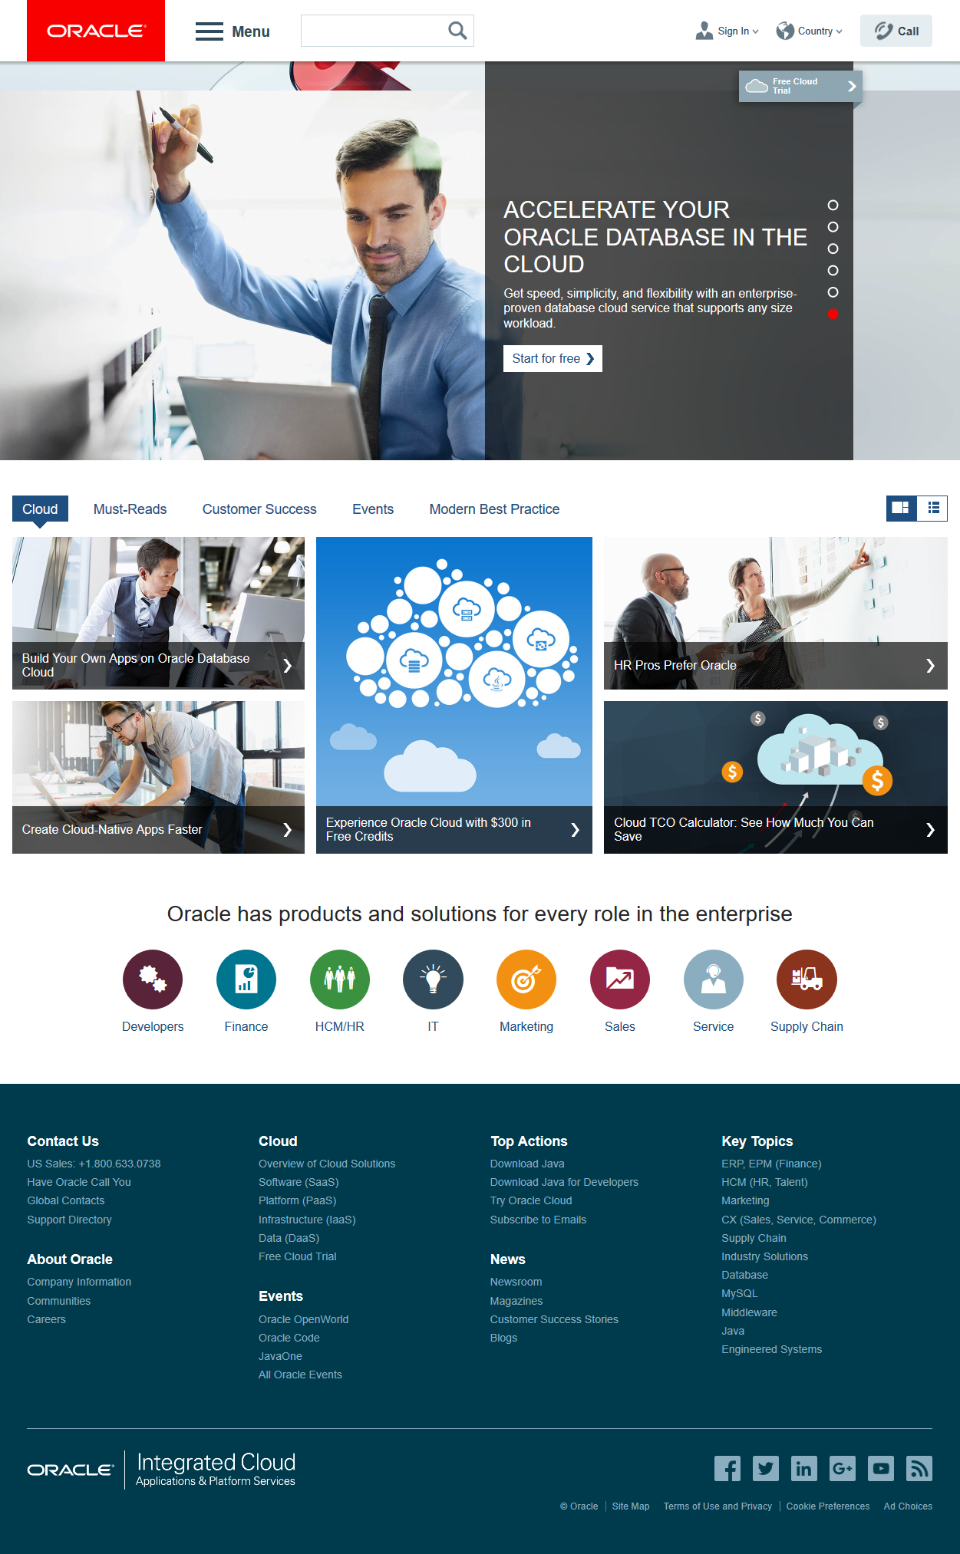 ORACLE
Menu
Sign In
Country
Call
Free Cloud
Trial
ACCELERATE YOUR
ORACLE DATABASE IN THE
CLOUD
Get speed, simplicity, and flexibility with an enterprise-
proven database cloud service that supports any size
workload.
Start for free
Cloud
Must-Reads
Customer Success
Events
Modern Best Practice
Build Your Own Apps on Oracle Database
Cloud
HR Pros Prefer Oracle
Create Cloud-Native Apps Faster
Experience Oracle Cloud with $300 in
Free Credits
Cloud TCO Calculator: See How Much You Can
Save
Oracle has products and solutions for every role in the enterprise
Developers
Finance
HCM/HR
IT
Marketing
Sales
Service
Supply Chain
Contact Us
US Sales: +1.800.633.0738
Have Oracle Call You
Global Contacts
Support Directory
About Oracle
Company Information
Communities
Careers
Cloud
Overview of Cloud Solutions
Software (SaaS)
Platform (PaaS)
Infrastructure (IaaS)
Data (DaaS)
Free Cloud Trial
Events
Oracle OpenWorld
Oracle Code
JavaOne
All Oracle Events
Top Actions
Download Java
Download Java for Developers
Try Oracle Cloud
Subscribe to Emails
News
Newsroom
Magazines
Customer Success Stories
Blogs
Key Topics
ERP, EPM (Finance)
HCM (HR, Talent)
Marketing
CX (Sales, Service, Commerce)
Supply Chain
Industry Solutions
Database
MySQL
Middleware
Java
Engineered Systems
ORACLE
Integrated Cloud
Applications & Platform Services
© Oracle
Site Map
Terms of Use and Privacy
Cookie Preferences
Ad Choices